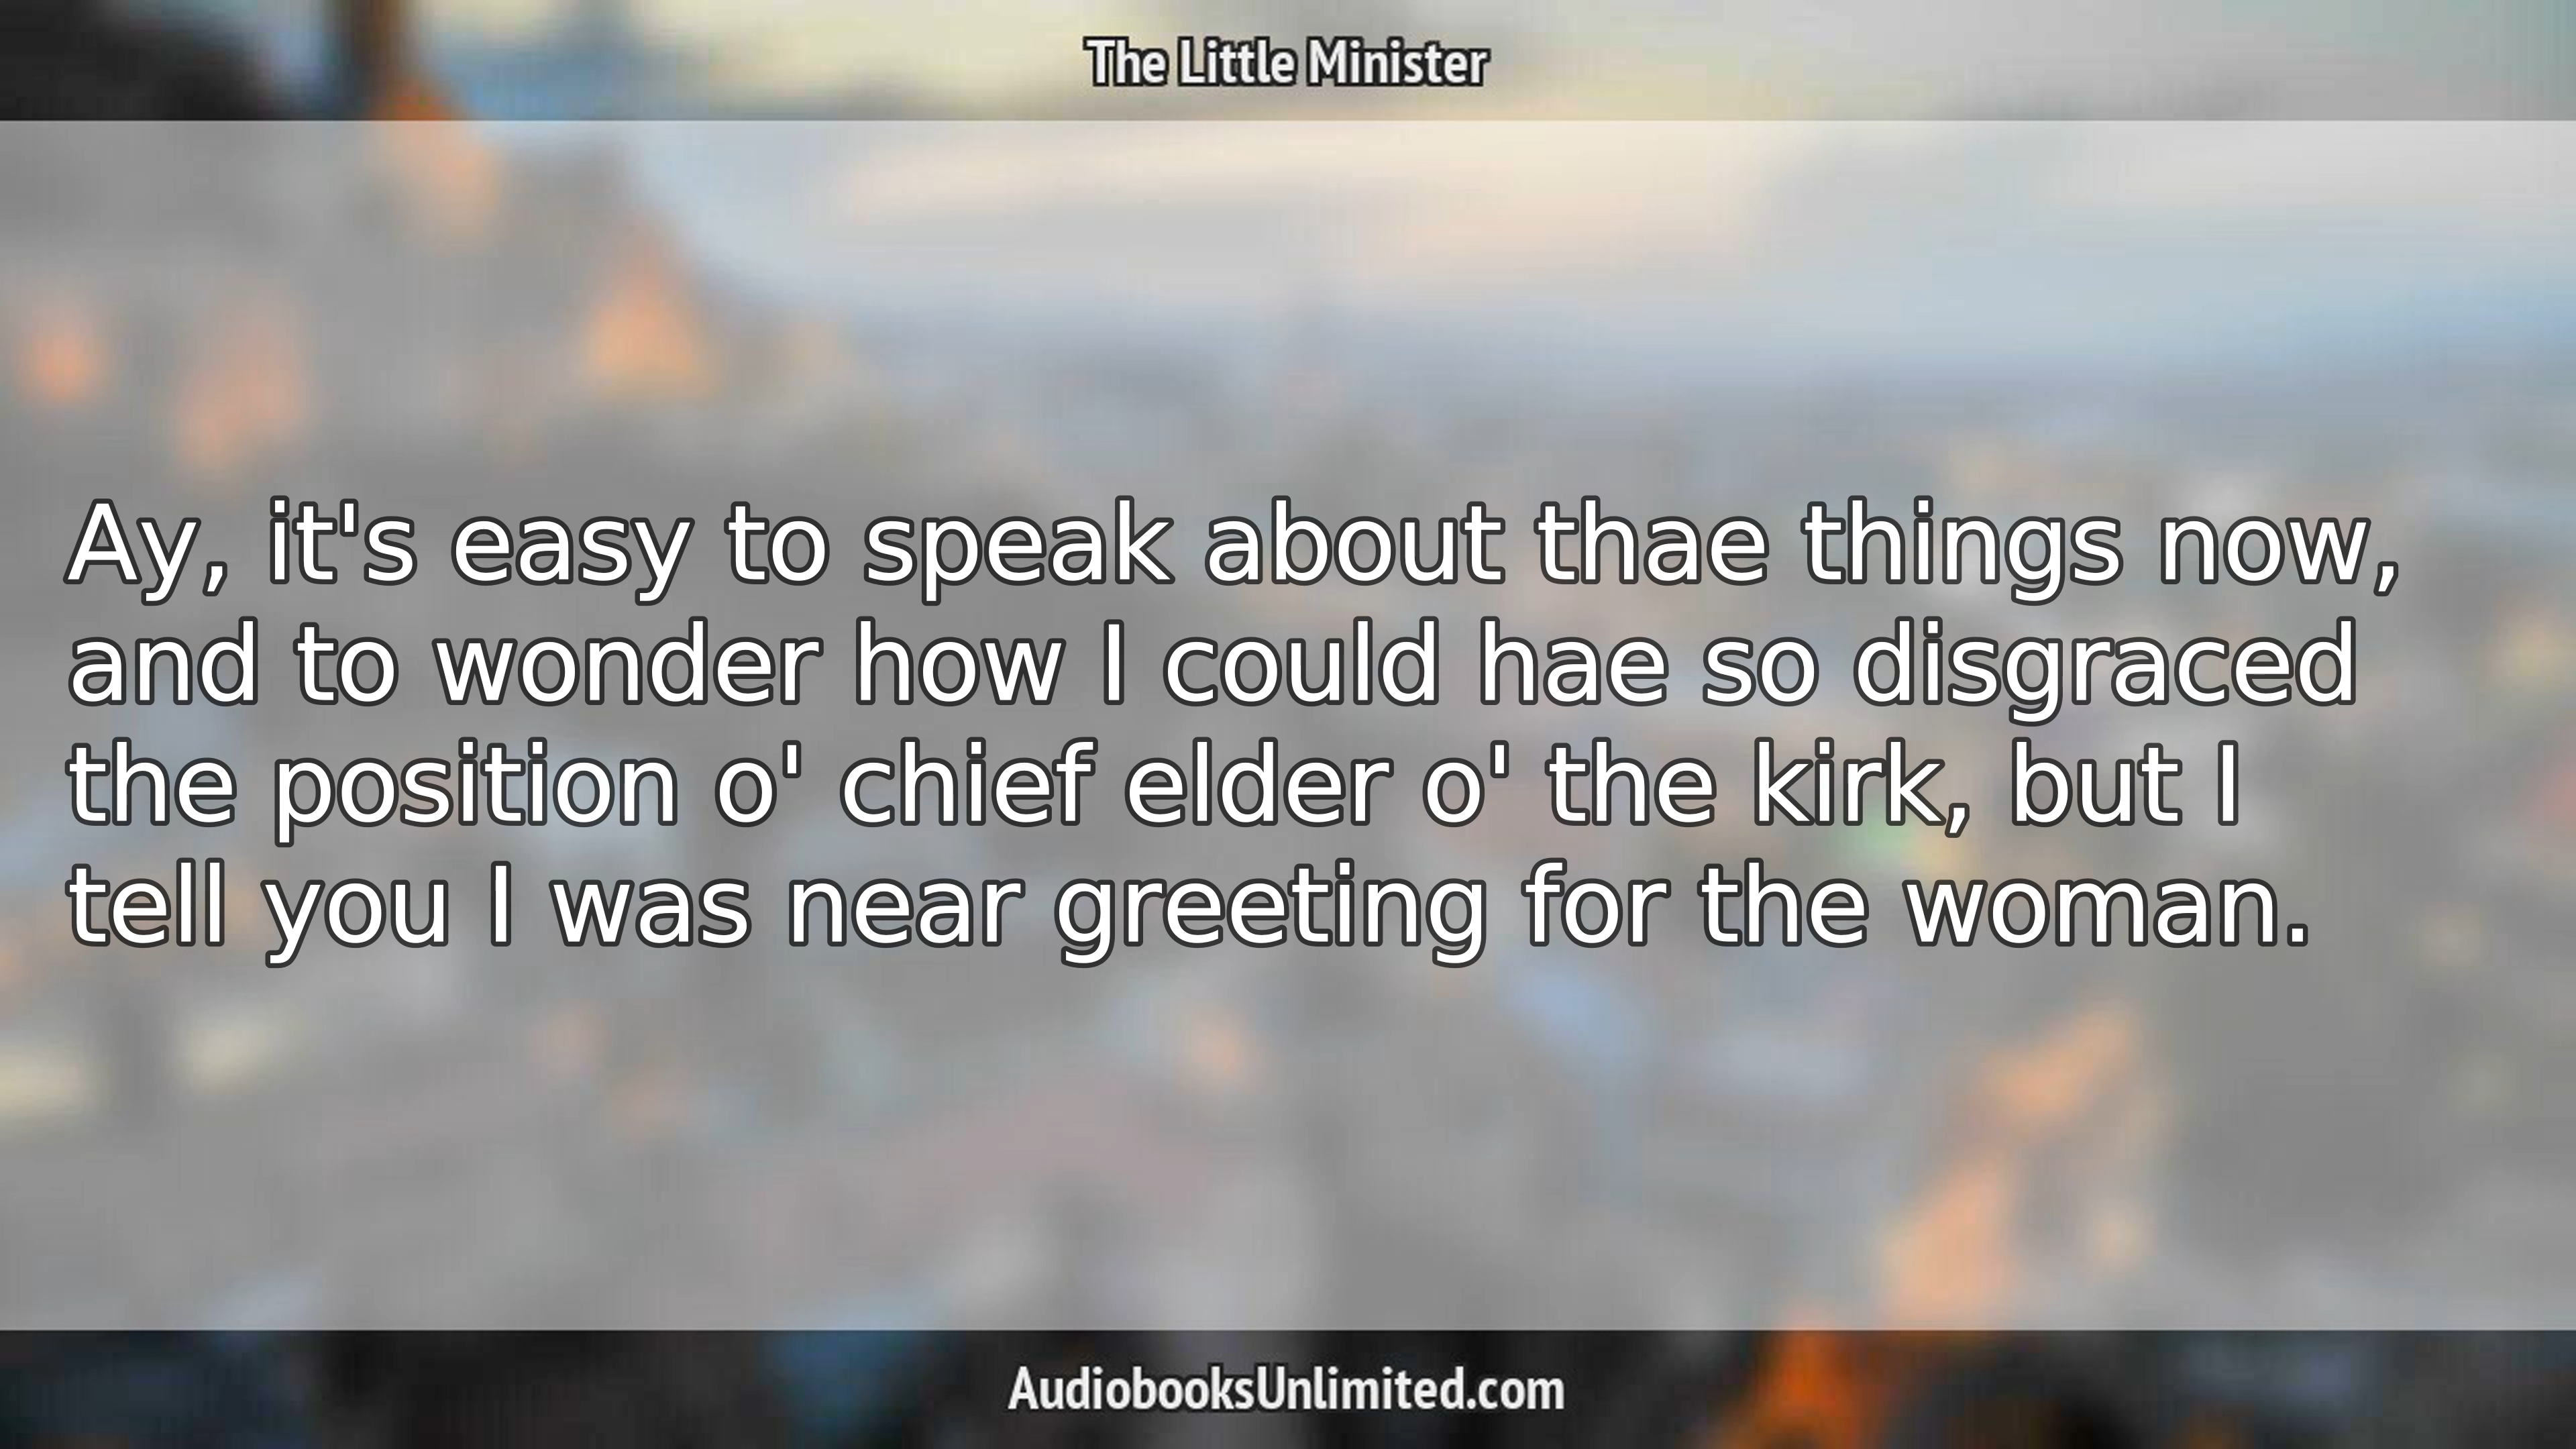 The Little Minister
Ay, it's easy to speak about thae things now,
and to wonder how I could hae so disgraced
the position o' chief elder o' the kirk, but I
tell you I was near greeting for the woman.
AudiobooksUnlimited.com